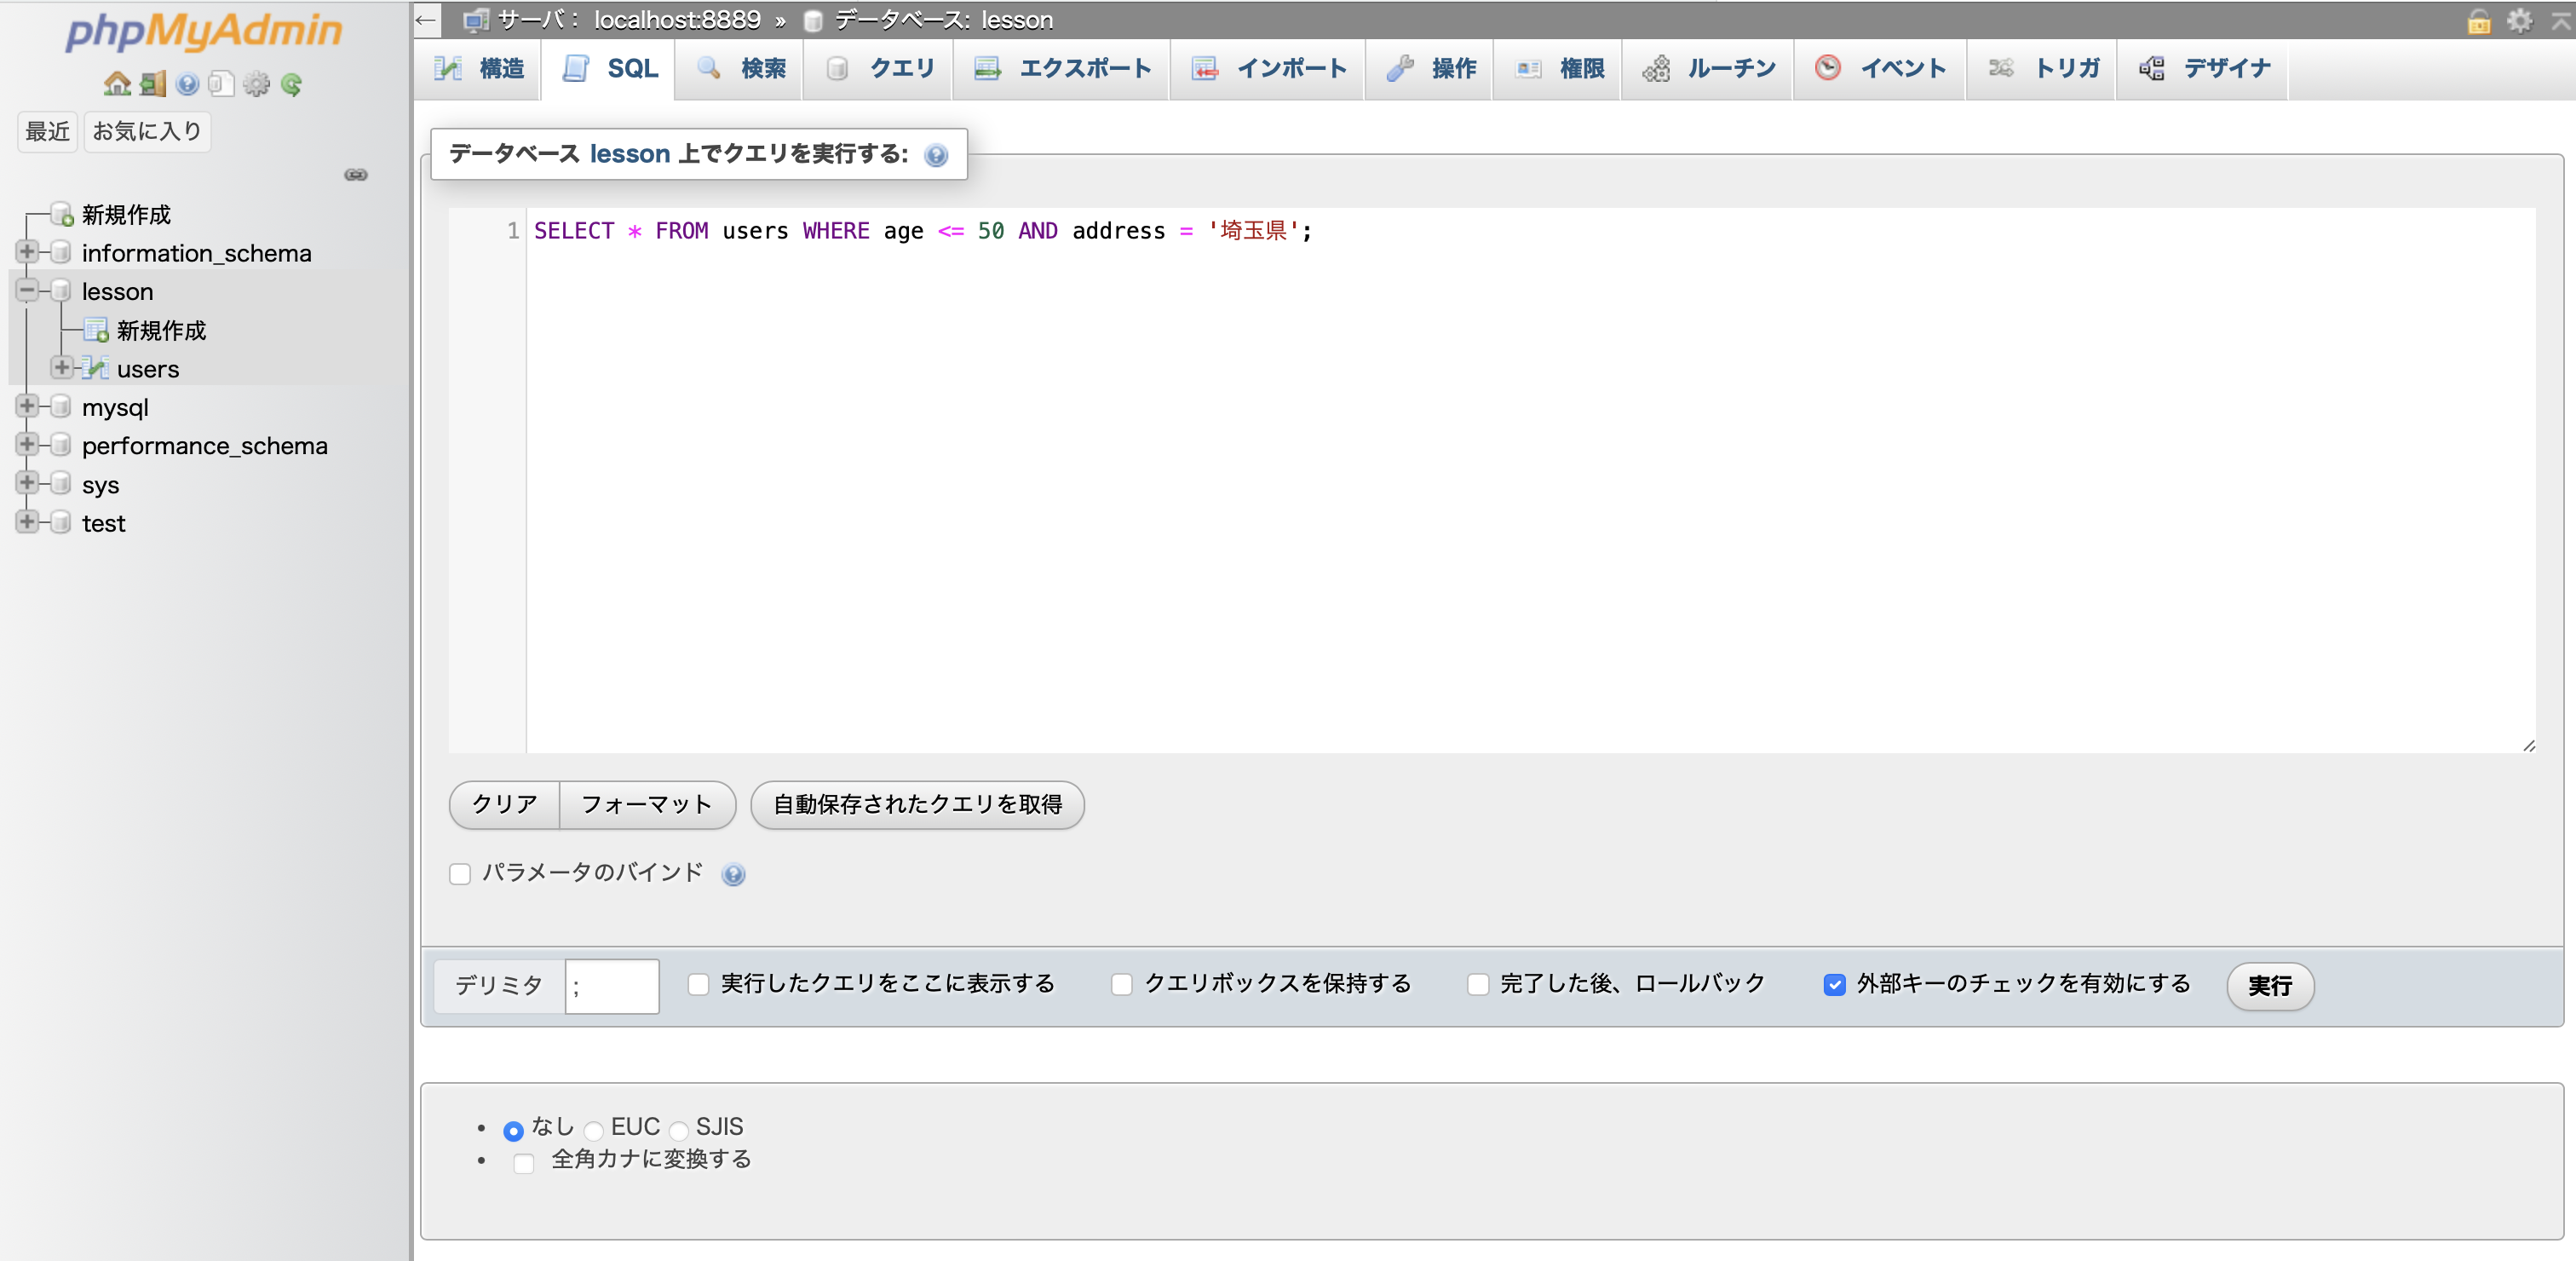 phpMyAdmin
最近 お気に入り
新規作成
information_schema
lesson
新規作成
users
mysql
performance_schema
sys
test
← サーバ： localhost:8889 » データベース: lesson
構造 SQL 検索 クエリ エクスポート インポート 操作 権限 ルーチン イベント トリガ デザイナ
データベース lesson 上でクエリを実行する:
1 SELECT * FROM users WHERE age <= 50 AND address = '埼玉県';
クリア フォーマット 自動保存されたクエリを取得
パラメータのバインド
デリミタ ; 実行したクエリをここに表示する クエリボックスを保持する 完了した後、ロールバック 外部キーのチェックを有効にする 実行
• なし EUC SJIS
• 全角カナに変換する